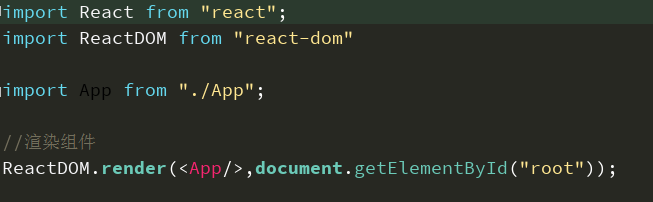 import React from "react";
import ReactDOM from "react-dom"
import App from "./App";
//渲染组件
ReactDOM.render(<App/>,document.getElementById("root"));